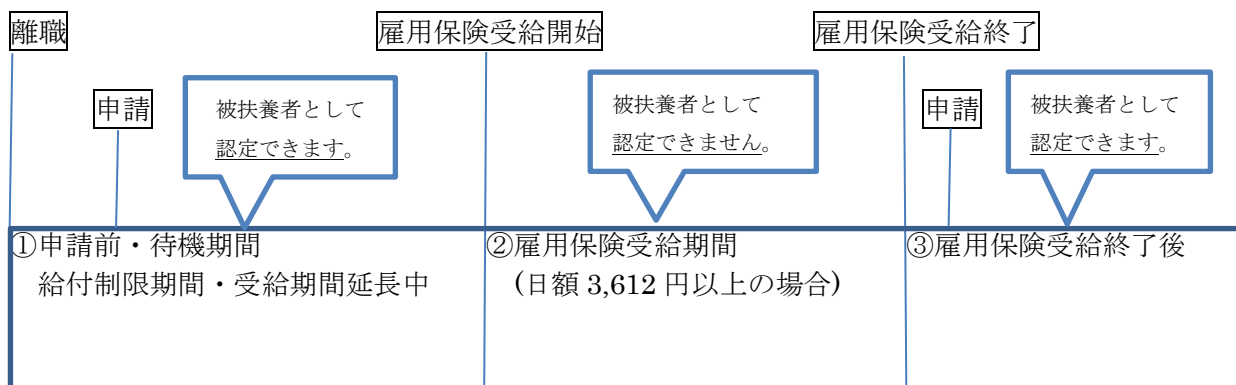 離職
雇用保険受給開始
雇用保険受給終了
申請
被扶養者として
認定できます。
被扶養者として
認定できません。
申請
被扶養者として
認定できます。
①申請前・待機期間
給付制限期間・受給期間延長中
②雇用保険受給期間
(日額 3,612 円以上の場合)
③雇用保険受給終了後